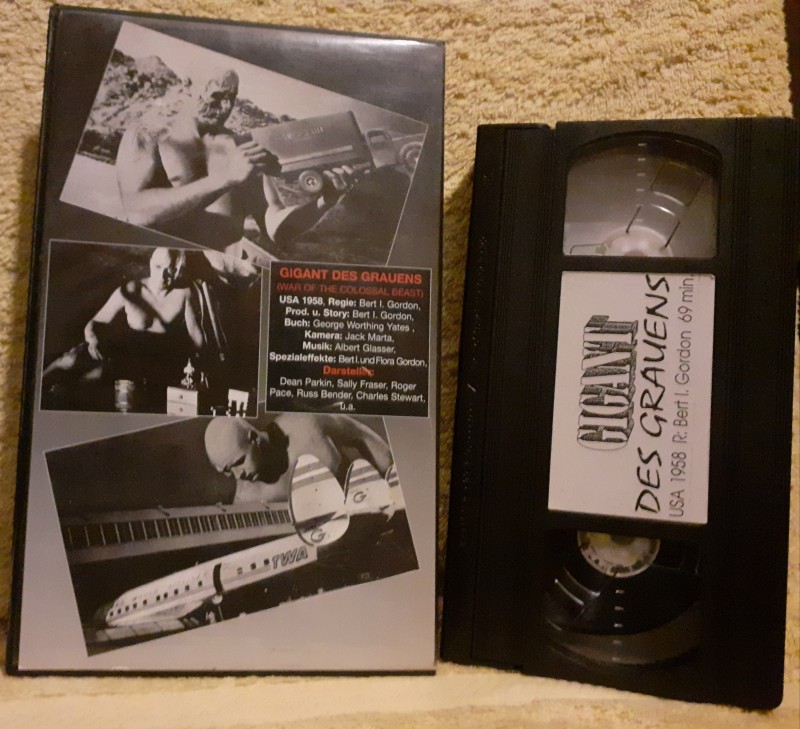 GIGANT DES GRAUENS
(WAR OF THE COLOSSAL BEAST)
USA 1958, Regie: Bert I. Gordon,
Prod. u. Story: Bert I. Gordon,
Buch: George Worthing Yates ,
Kamera: Jack Marta,
Musik: Albert Glasser,
Spezialeffekte: Bert I. und Flora Gordon,
Darsteller:
Dean Parkin, Sally Fraser, Roger
Pace, Russ Bender, Charles Stewart,
u.a.
TWA
GIGANT
DES GRAUENS
USA 1958 R: Bert I. Gordon 69 min.